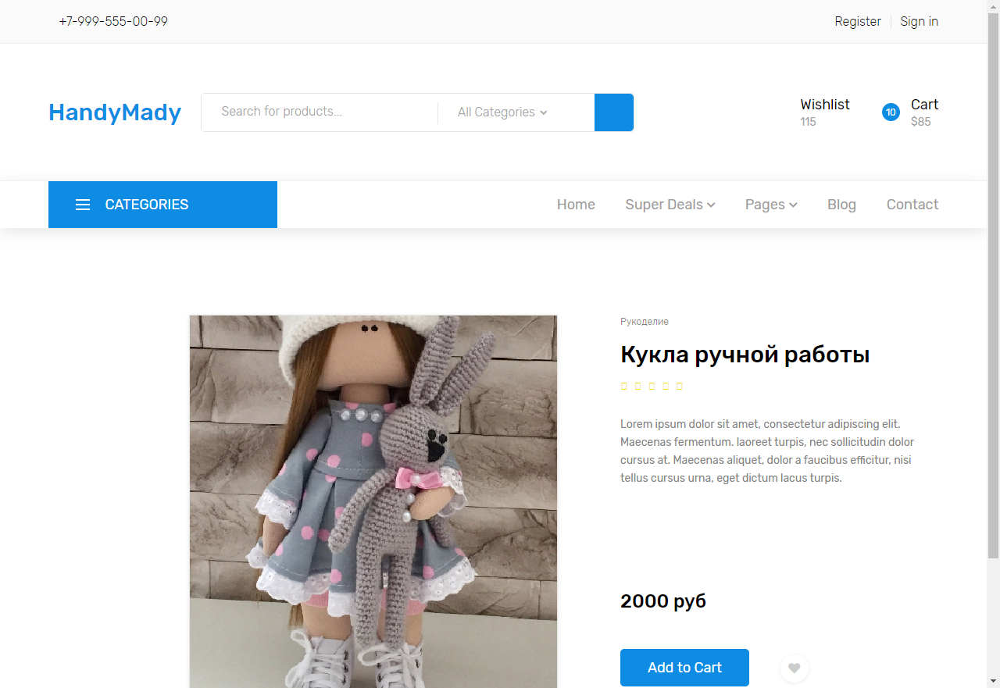 +7-999-555-00-99
Register
Sign in
HandyMady
Search for products...
All Categories
Wishlist
115
10
Cart
$85
CATEGORIES
Home
Super Deals
Pages
Blog
Contact
Рукоделие
Кукла ручной работы
Lorem ipsum dolor sit amet, consectetur adipiscing elit.
Maecenas fermentum. laoreet turpis, nec sollicitudin dolor
cursus at. Maecenas aliquet, dolor a faucibus efficitur, nisi
tellus cursus urna, eget dictum lacus turpis.
2000 руб
Add to Cart